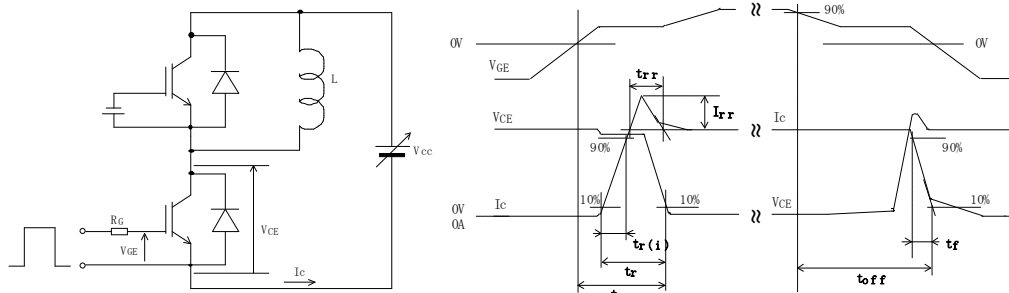 L
Vcc
RG
VGE
VCE
Ic
0V
VGE
trr
90%
0V
Irr
VCE
Ic
90%
90%
0V
0A
Ic
10%
10%
VCE
10%
tr(i)
tr
tf
toff